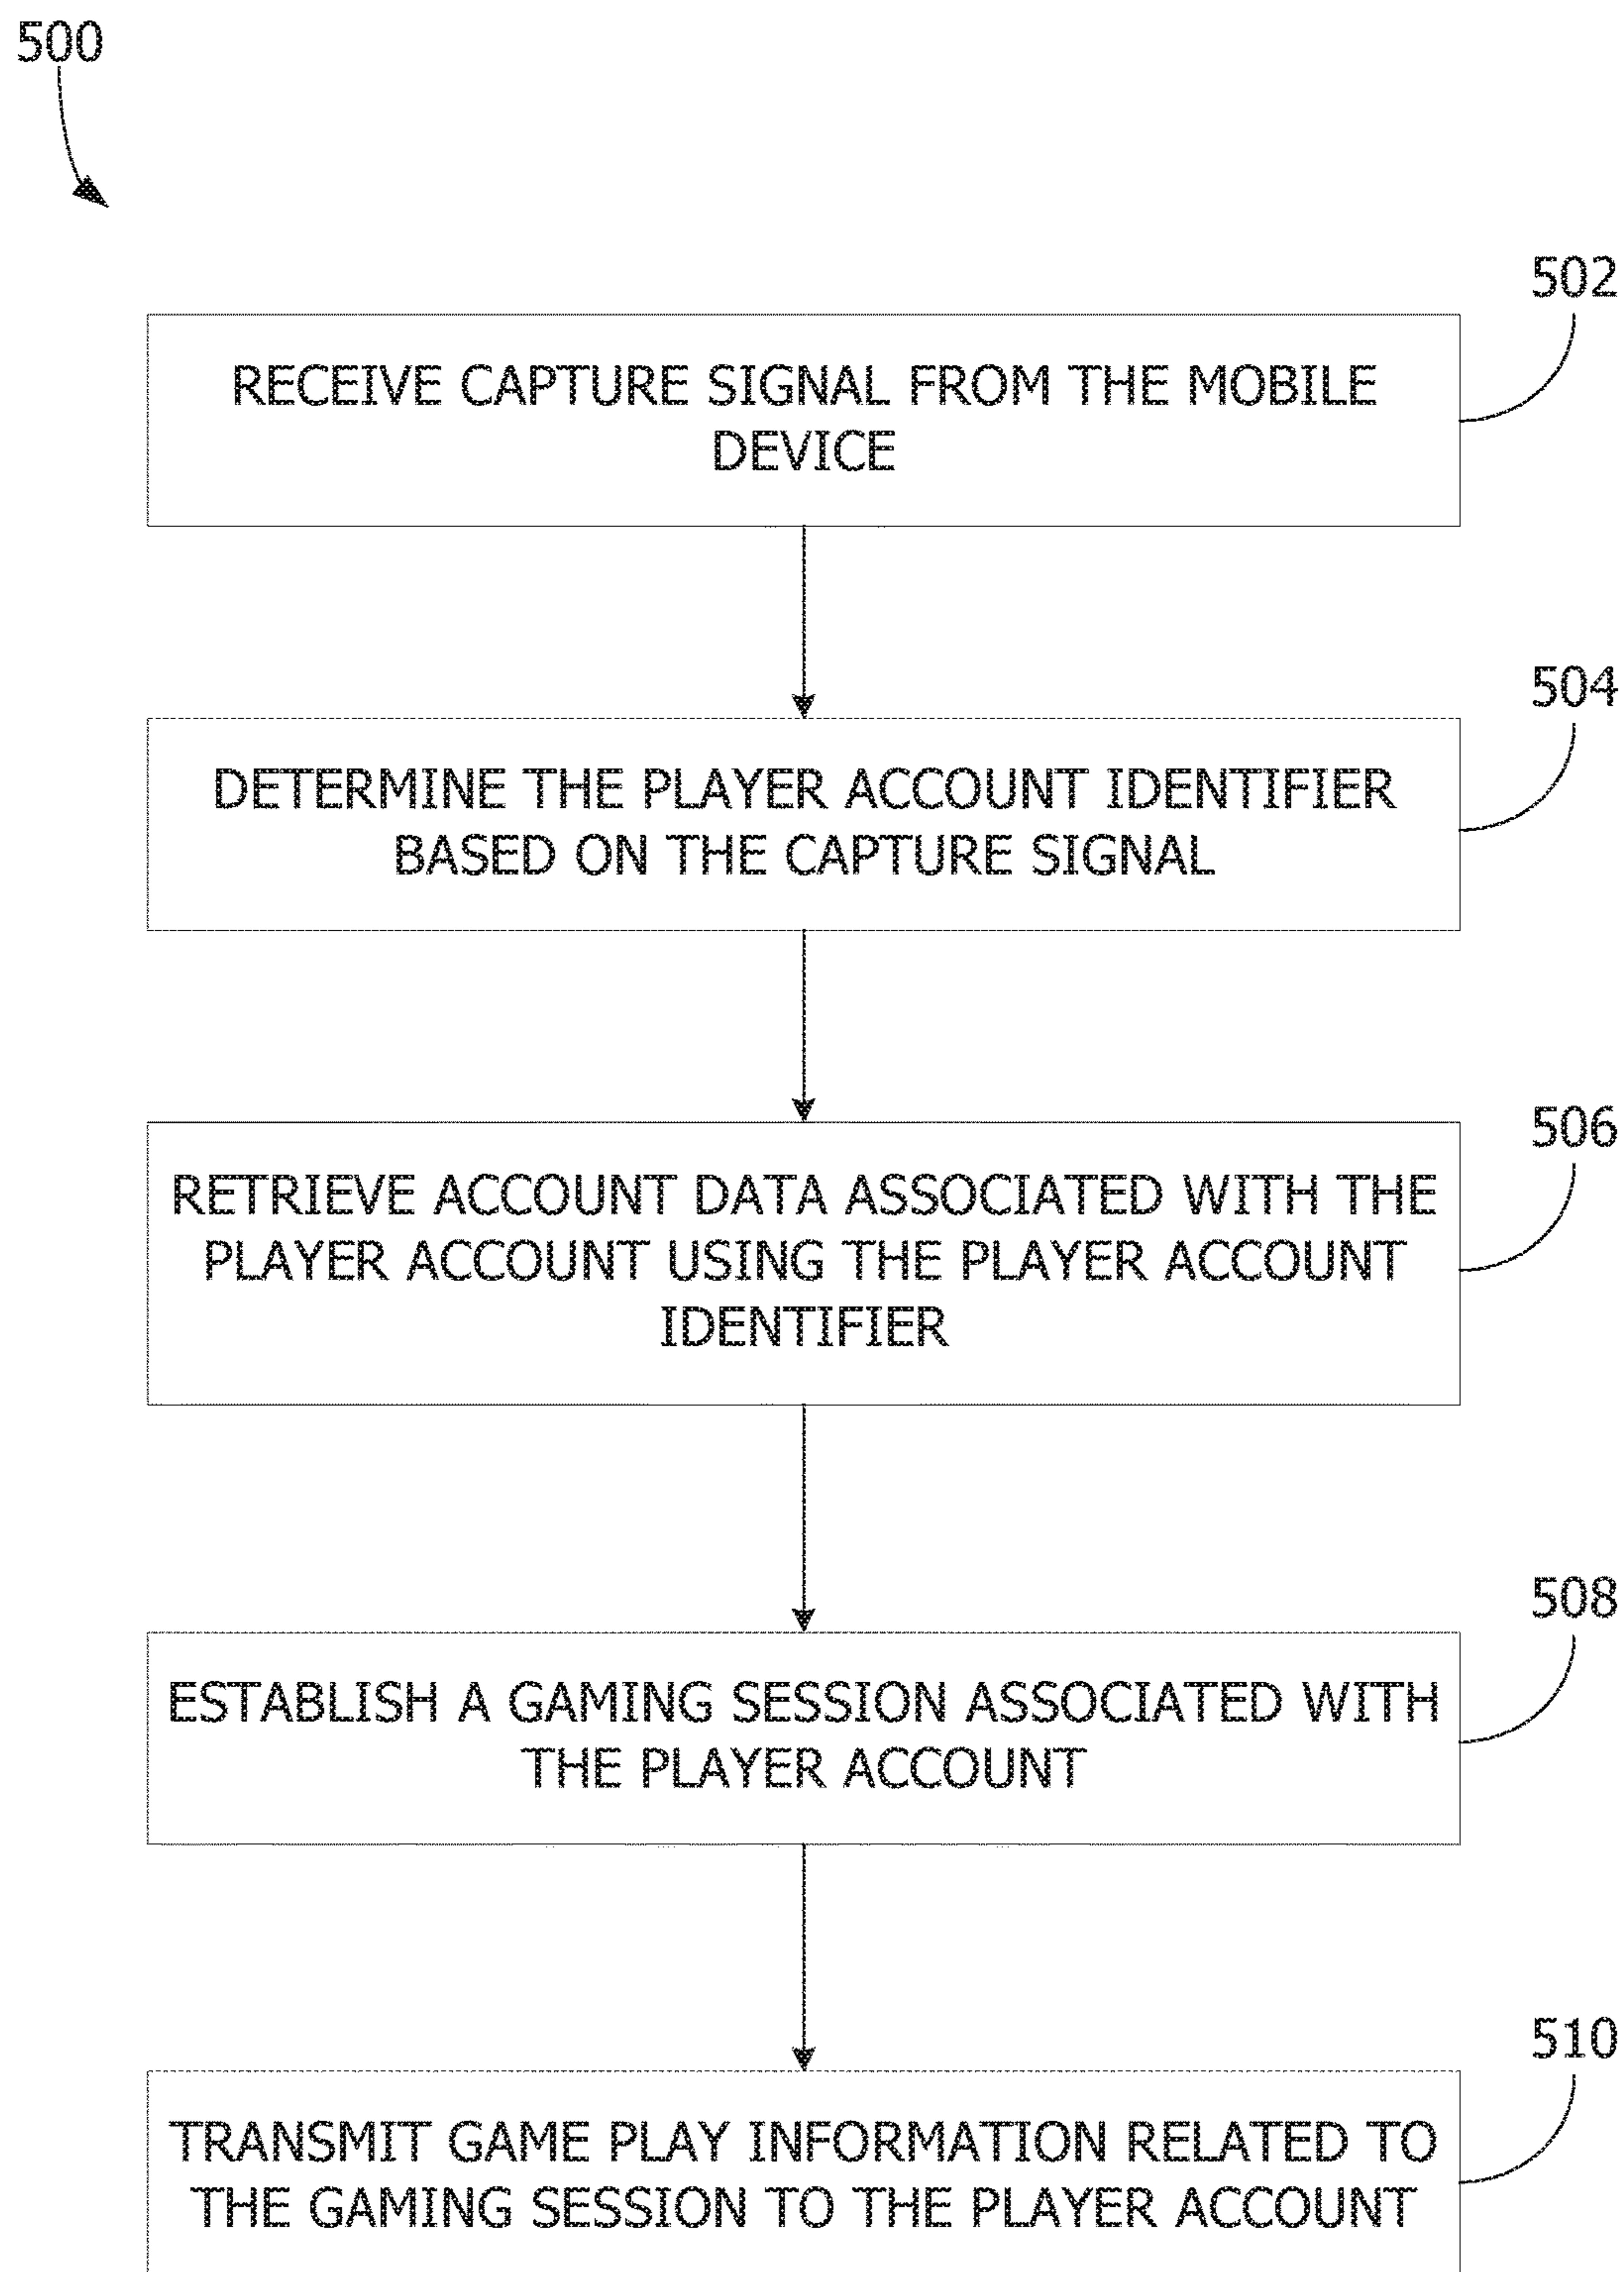 500
502
RECEIVE CAPTURE SIGNAL FROM THE MOBILE
DEVICE
504
DETERMINE THE PLAYER ACCOUNT IDENTIFIER
BASED ON THE CAPTURE SIGNAL
506
RETRIEVE ACCOUNT DATA ASSOCIATED WITH THE
PLAYER ACCOUNT USING THE PLAYER ACCOUNT
IDENTIFIER
508
ESTABLISH A GAMING SESSION ASSOCIATED WITH
THE PLAYER ACCOUNT
510
TRANSMIT GAME PLAY INFORMATION RELATED TO
THE GAMING SESSION TO THE PLAYER ACCOUNT